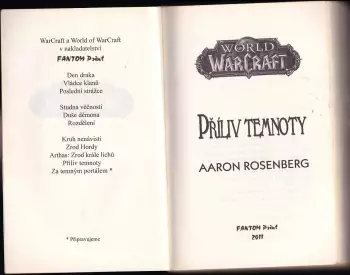 WarCraft a World of WarCraft
v nakladatelství
FANTOM Print
Den draka
Vládce klanů
Poslední strážce
Studna věčnosti
Duše démona
Rozdělení
Kruh nenávisti
Zrod Hordy
Arthas: Zrod krále lichů
Příliv temnoty
Za temným portálem *
* Připravujeme
WORLD
OF
WARCRAFT
PŘÍLIV TEMNOTY
AARON ROSENBERG
FANTOM Print
2011